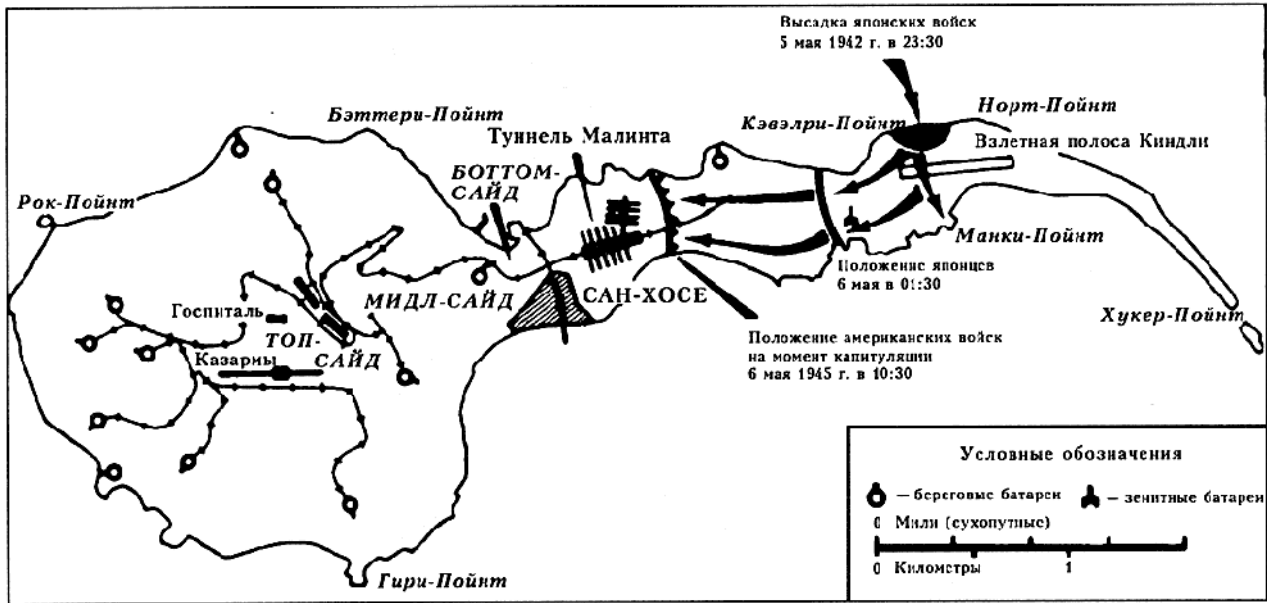 Высадка японских войск
5 мая 1942 г. в 23:30
Бэттери-Пойнт
Норт-Пойнт
Кэвэлри-Пойнт
Туннель Малинта
Взлетная полоса Киндли
БОТТОМ-
САЙД
Рок-Пойнт
Манки-Пойнт
Положение японцев
6 мая в 01:30
МИДЛ-САЙД
САН-ХОСЕ
Госпиталь
Хукер-Пойнт
ТОП-
САЙД
Казармы
Положение американских войск
на момент капитуляции
6 мая 1945 г. в 10:30
Условные обозначения
– береговые батареи
– зенитные батареи
0 Мили (сухопутные)
0 Километры 1
Гири-Пойнт